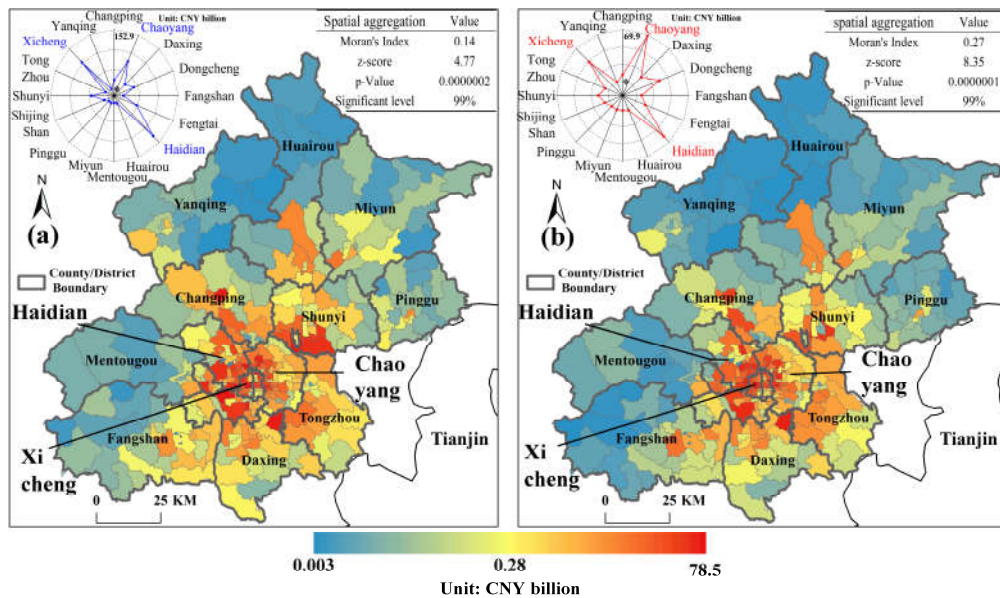 Unit: CNY billion
Changping
Yanqing
152.9
Chaoyang
Xicheng
Daxing
Tong
Zhou
Dongcheng
Shunyi
Fangshan
Shijing
Shan
Fengtai
Pinggu
Haidian
Miyun
Huairou
Mentougou
spatial aggregation Value
Moran's Index 0.14
z-score 4.77
p-Value 0.0000002
Significant level 99%
N
(a)
County/District
Boundary
Huairou
Yanqing
Miyun
Changping
Pinggu
Shunyi
Haidian
Mentougou
Chao
yang
Tongzhou
Fangshan
Xi
cheng
Daxing
Tianjin
0 25 KM
Unit: CNY billion
Changping
Yanqing
69.9
Chaoyang
Xicheng
Daxing
Tong
Zhou
Dongcheng
Shunyi
Fangshan
Shijing
Shan
Fengtai
Pinggu
Haidian
Miyun
Huairou
Mentougou
spatial aggregation Value
Moran's Index 0.27
z-score 8.35
p-Value 0.0000001
Significant level 99%
N
(b)
County/District
Boundary
Huairou
Yanqing
Miyun
Changping
Pinggu
Shunyi
Haidian
Mentougou
Chao
yang
Tongzhou
Fangshan
Xi
cheng
Daxing
Tianjin
0 25 KM
0.003 0.28 78.5
Unit: CNY billion